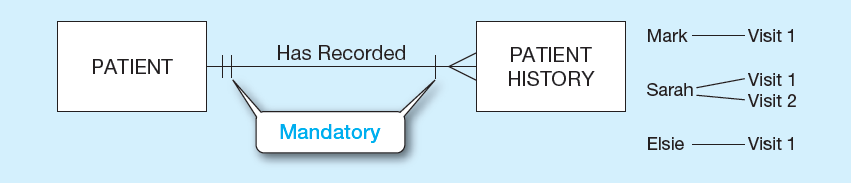 PATIENT
Has Recorded
Mandatory
PATIENT
HISTORY
Mark Visit 1
Sarah Visit 1
Visit 2
Elsie Visit 1